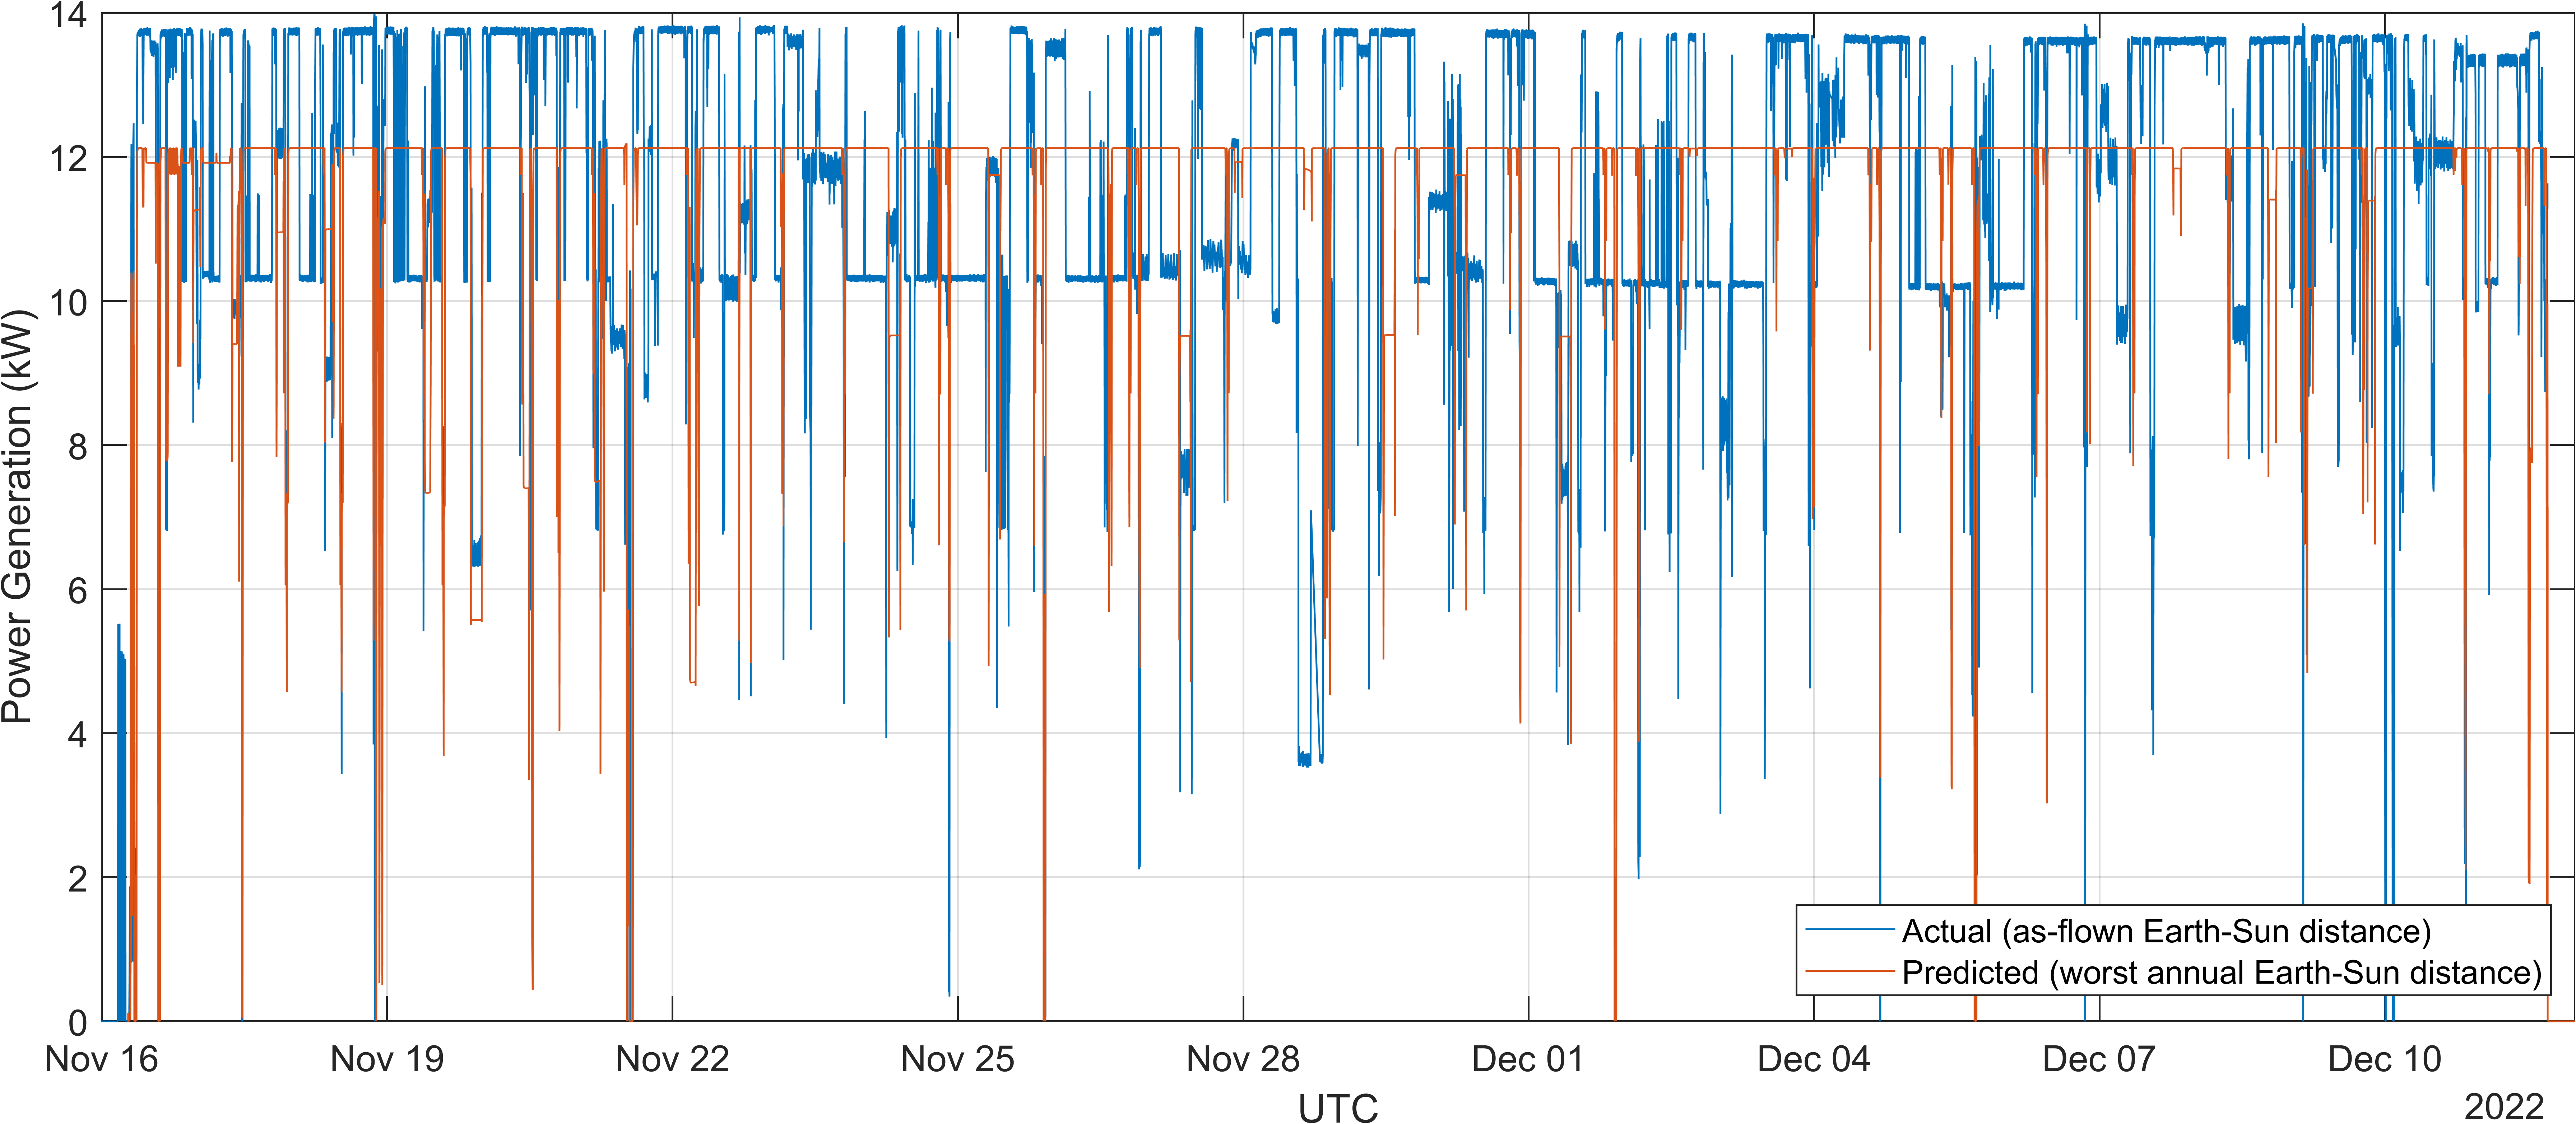 Power Generation (kW)
14
12
10
8
6
4
2
0
Actual (as-flown Earth-Sun distance)
Predicted (worst annual Earth-Sun distance)
Nov 16 Nov 19 Nov 22 Nov 25 Nov 28 Dec 01 Dec 04 Dec 07 Dec 10
UTC
2022